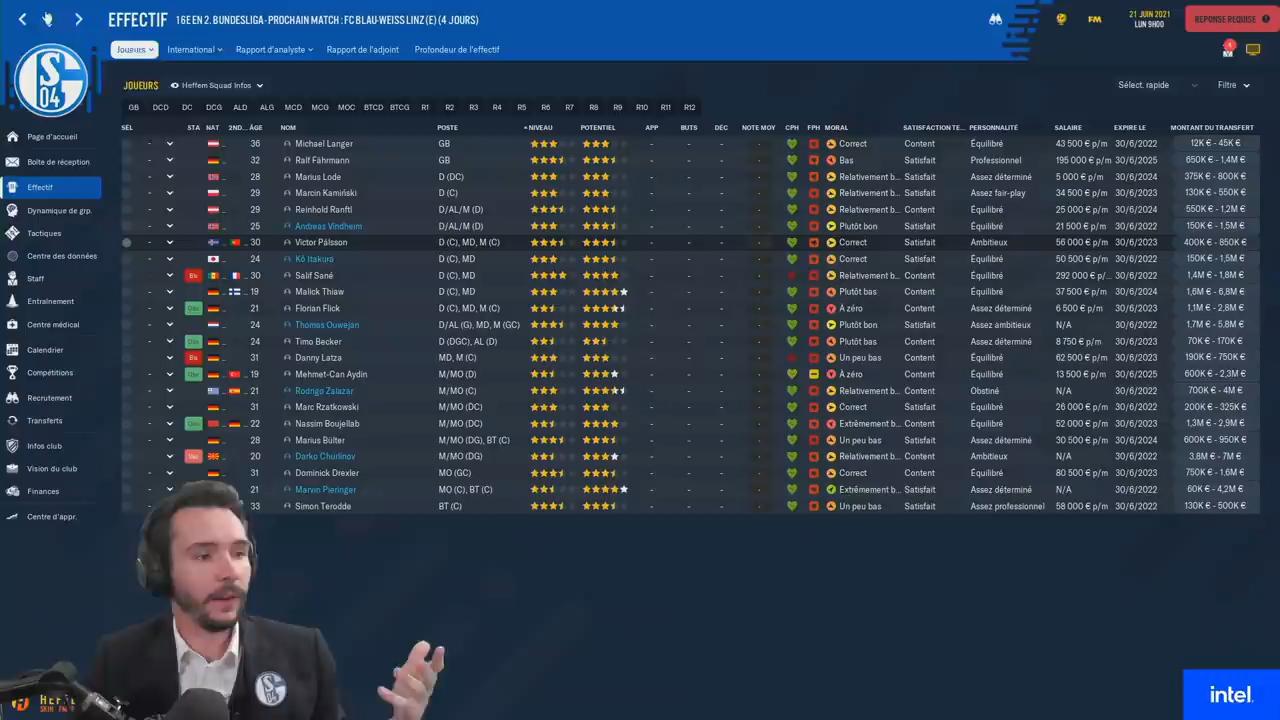 EFFECTIF 16E EN 2. BUNDESLIGA - PROCHAIN MATCH : FC BLAU-WEISS LINZ (E) (4 JOURS)
FM 21 JUIN 2021 LUN 9H00 RÉPONSE REQUISE
Joueurs International Rapport d'analyste Rapport de l'adjoint Profondeur de l'effectif
S 04
JOUEURS Heffem Squad Infos Sélect. rapide Filtre
GB DCD DC DCG ALD ALG MCD MCG MOC BTCD BTCG R1 R2 R3 R4 R5 R6 R7 R8 R9 R10 R11 R12
SÉL STA NAT 2ND... ÂGE NOM POSTE NIVEAU POTENTIEL APP BUTS DÉC NOTE MOY CPH FPH MORAL SATISFACTION TE... PERSONNALITÉ SALAIRE EXPIRE LE MONTANT DU TRANSFERT
36 Michael Langer GB Correct Content Équilibré 43 500 € p/m 30/6/2022 12K € - 45K €
32 Ralf Fährmann GB Bas Satisfait Professionnel 195 000 € p/m 30/6/2025 650K € - 1,4M €
28 Marius Lode D (DC) Relativement b... Satisfait Assez déterminé 5 000 € p/m 30/6/2024 375K € - 800K €
29 Marcin Kamiński D (C) Relativement b... Content Assez fair-play 34 500 € p/m 30/6/2023 130K € - 550K €
29 Reinhold Ranftl D/AL/M (D) Relativement b... Content Équilibré 25 000 € p/m 30/6/2024 550K € - 1,2M €
25 Andreas Vindheim D/AL/M (D) Plutôt bon Satisfait Équilibré 21 500 € p/m 30/6/2022 150K € - 1,5M €
30 Victor Pálsson D (C), MD, M (C) Correct Satisfait Ambitieux 56 000 € p/m 30/6/2023 400K € - 850K €
24 Kô Itakura D (C), MD Correct Content Équilibré 50 500 € p/m 30/6/2022 150K € - 1,5M €
Bls 30 Salif Sané D (C), MD Relativement b... Content Équilibré 292 000 € p/... 30/6/2022 1,4M € - 1,8M €
19 Malick Thiaw D (C), MD Plutôt bas Satisfait Équilibré 37 500 € p/m 30/6/2024 1,6M € - 6,8M €
21 Florian Flick D (C), MD, M (C) À zéro Content Assez déterminé 6 500 € p/m 30/6/2023 1,1M € - 2,8M €
24 Thomas Ouwejan D/AL (G), MD, M (GC) Plutôt bon Satisfait Assez ambitieux N/A 30/6/2022 1,7M € - 5,8M €
24 Timo Becker D (DGC), AL (D) Plutôt bas Content Assez déterminé 8 750 € p/m 30/6/2023 70K € - 170K €
Bls 31 Danny Latza MD, M (C) Un peu bas Content Équilibré 62 500 € p/m 30/6/2023 190K € - 750K €
19 Mehmet-Can Aydin M/MO (D) À zéro Content Équilibré 13 500 € p/m 30/6/2025 600K € - 2,3M €
21 Rodrigo Zalazar M/MO (C) Relativement b... Content Obstiné N/A 30/6/2022 700K € - 4M €
31 Marc Rzatkowski M/MO (DC) Correct Satisfait Équilibré 26 000 € p/m 30/6/2022 200K € - 325K €
22 Nassim Boujellab M/MO (DC) Extrêmement b... Content Équilibré 52 000 € p/m 30/6/2023 1,3M € - 2,9M €
28 Marius Bülter M/MO (DG), BT (C) Un peu bas Satisfait Assez déterminé 30 500 € p/m 30/6/2024 600K € - 950K €
20 Darko Churlinov M/MO (DG) Relativement b... Content Ambitieux N/A 30/6/2022 3,8M € - 7M €
31 Dominick Drexler MO (GC) Correct Content Équilibré 80 500 € p/m 30/6/2023 750K € - 1,6M €
21 Marvin Pieringer MO (C), BT (C) Extrêmement b... Satisfait Assez déterminé N/A 30/6/2022 60K € - 4,2M €
33 Simon Terodde BT (C) Un peu bas Satisfait Assez professionnel 58 000 € p/m 30/6/2022 130K € - 500K €
Page d'accueil
Boîte de réception
Effectif
Dynamique de grp.
Tactiques
Centre des données
Staff
Entraînement
Centre médical
Calendrier
Compétitions
Recrutement
Transferts
Infos club
Vision du club
Finances
Centre d'appr.
S 04
intel.